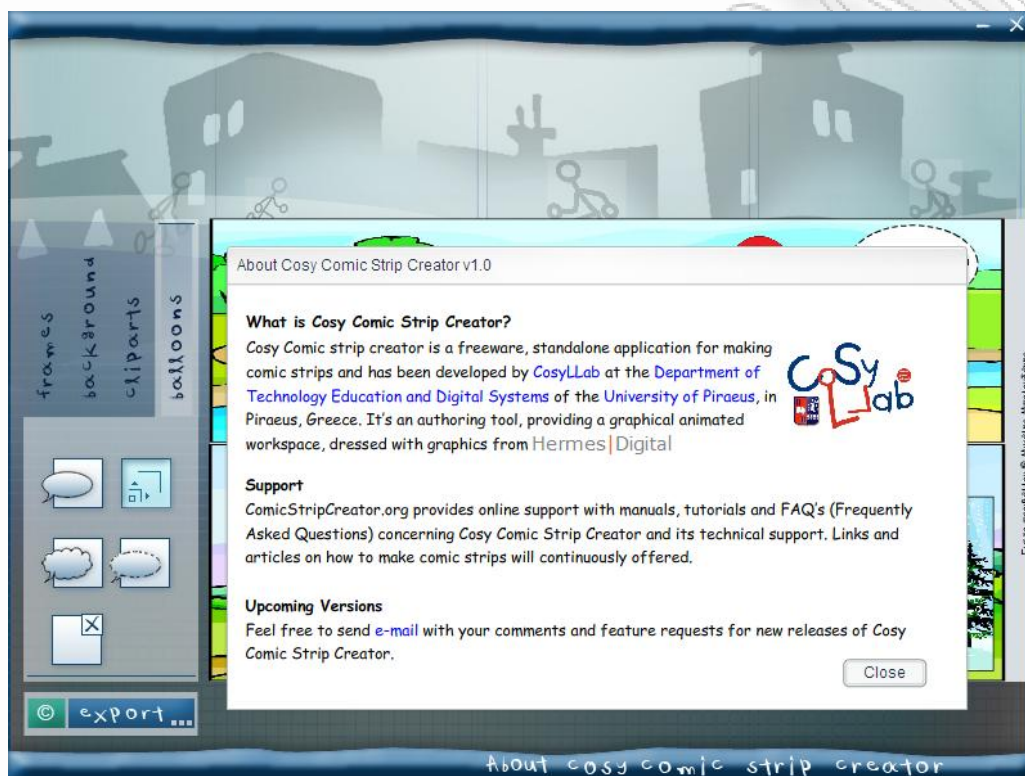 frames
background
cliparts
balloons
About Cosy Comic Strip Creator v1.0
What is Cosy Comic Strip Creator?
Cosy Comic strip creator is a freeware, standalone application for making
comic strips and has been developed by CosyLLab at the Department of
Technology Education and Digital Systems of the University of Piraeus, in
Piraeus, Greece. It's an authoring tool, providing a graphical animated
workspace, dressed with graphics from Hermes|Digital
CoSy
LLab
Support
ComicStripCreator.org provides online support with manuals, tutorials and FAQ's (Frequently
Asked Questions) concerning Cosy Comic Strip Creator and its technical support. Links and
articles on how to make comic strips will continuously offered.
Upcoming Versions
Feel free to send e-mail with your comments and feature requests for new releases of Cosy
Comic Strip Creator.
Close
© export...
About cosy comic strip creator